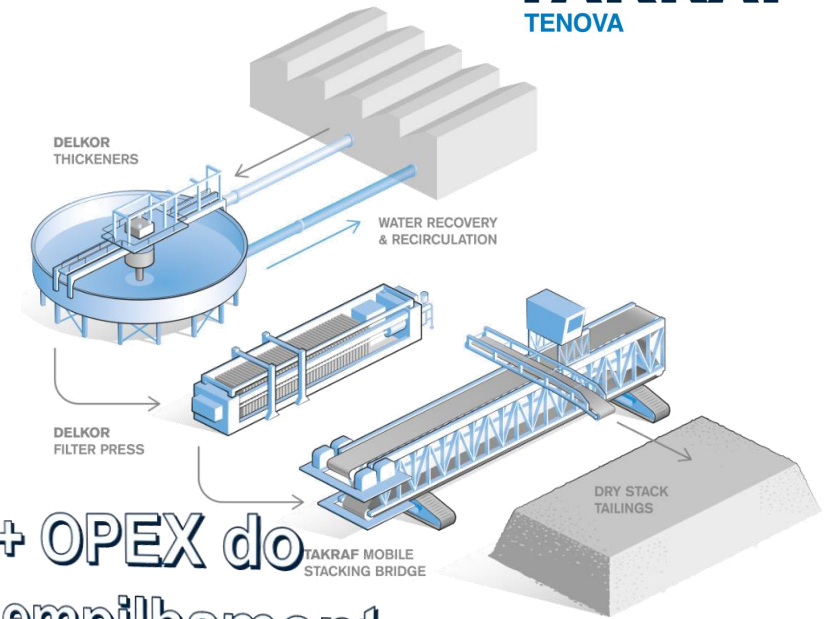 TENOVA
DELKOR
THICKENERS
WATER RECOVERY
& RECIRCULATION
DELKOR
FILTER PRESS
DRY STACK
TAILINGS
+ OPEX do
TAKRAF MOBILE
STACKING BRIDGE